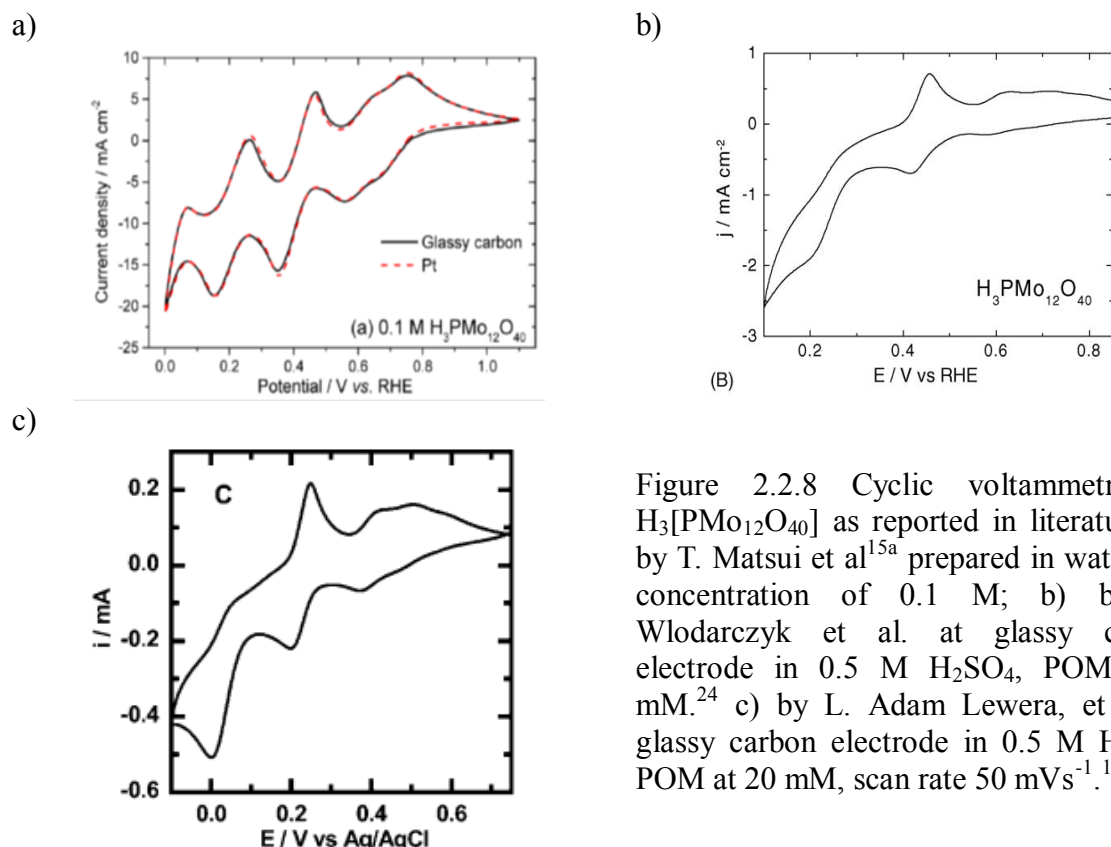 a)
10
5
0
-5
-10
-15
-20
-25
Current density / mA cm⁻²
Glassy carbon
Pt
(a) 0.1 M H₃PMo₁₂O₄₀
0.0 0.2 0.4 0.6 0.8 1.0
Potential / V vs. RHE
b)
1
0
-1
-2
-3
j / mA cm⁻²
H₃PMo₁₂O₄₀
0.2 0.4 0.6 0.8
(B)
E / V vs RHE
c)
C
0.2
0.0
-0.2
-0.4
-0.6
i / mA
0.0 0.2 0.4 0.6
E / V vs Ag/AgCl
Figure 2.2.8 Cyclic voltammetr
H₃[PMo₁₂O₄₀] as reported in literatu
by T. Matsui et al¹⁵ᵃ prepared in wat
concentration of 0.1 M; b) b
Wlodarczyk et al. at glassy c
electrode in 0.5 M H₂SO₄, POM
mM.²⁴ c) by L. Adam Lewera, et
glassy carbon electrode in 0.5 M H
POM at 20 mM, scan rate 50 mVs⁻¹.¹